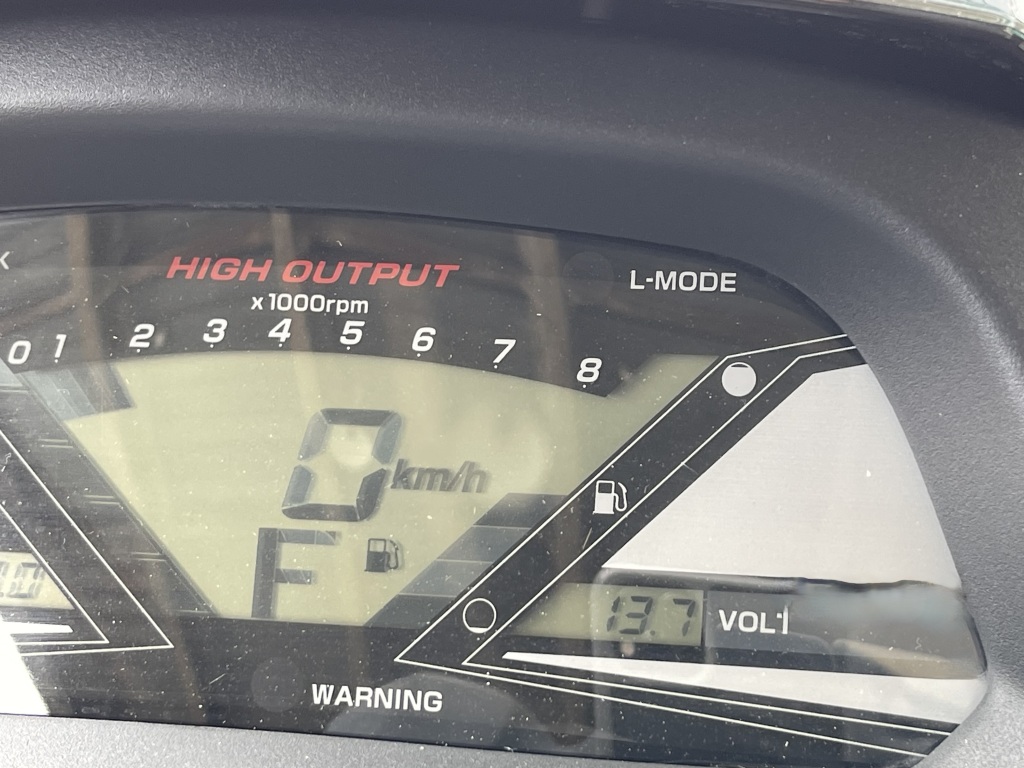 HIGH OUTPUT
L-MODE
x1000rpm
0 1 2 3 4 5 6 7 8
0 km/h
F
13.7 VOLT
WARNING